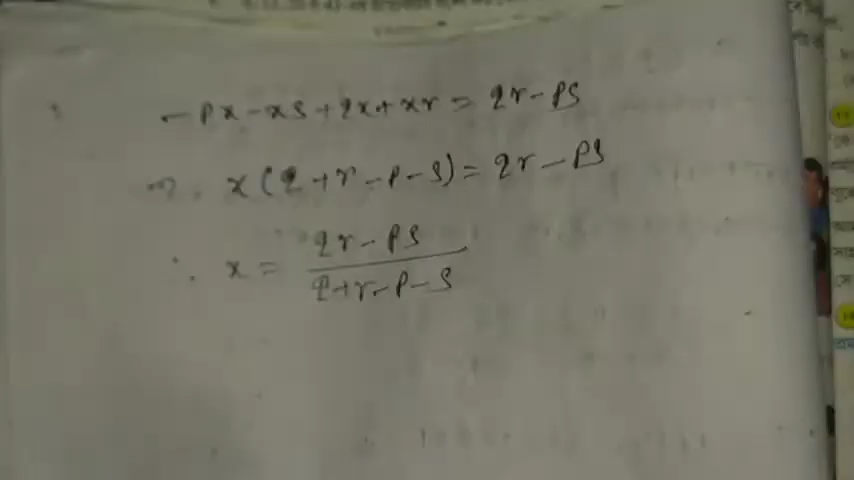 - px - xs + qx + xr = qr - ps
বা, x (q + r - p - s) = qr - ps
∴ x = qr - ps / q + r - p - s